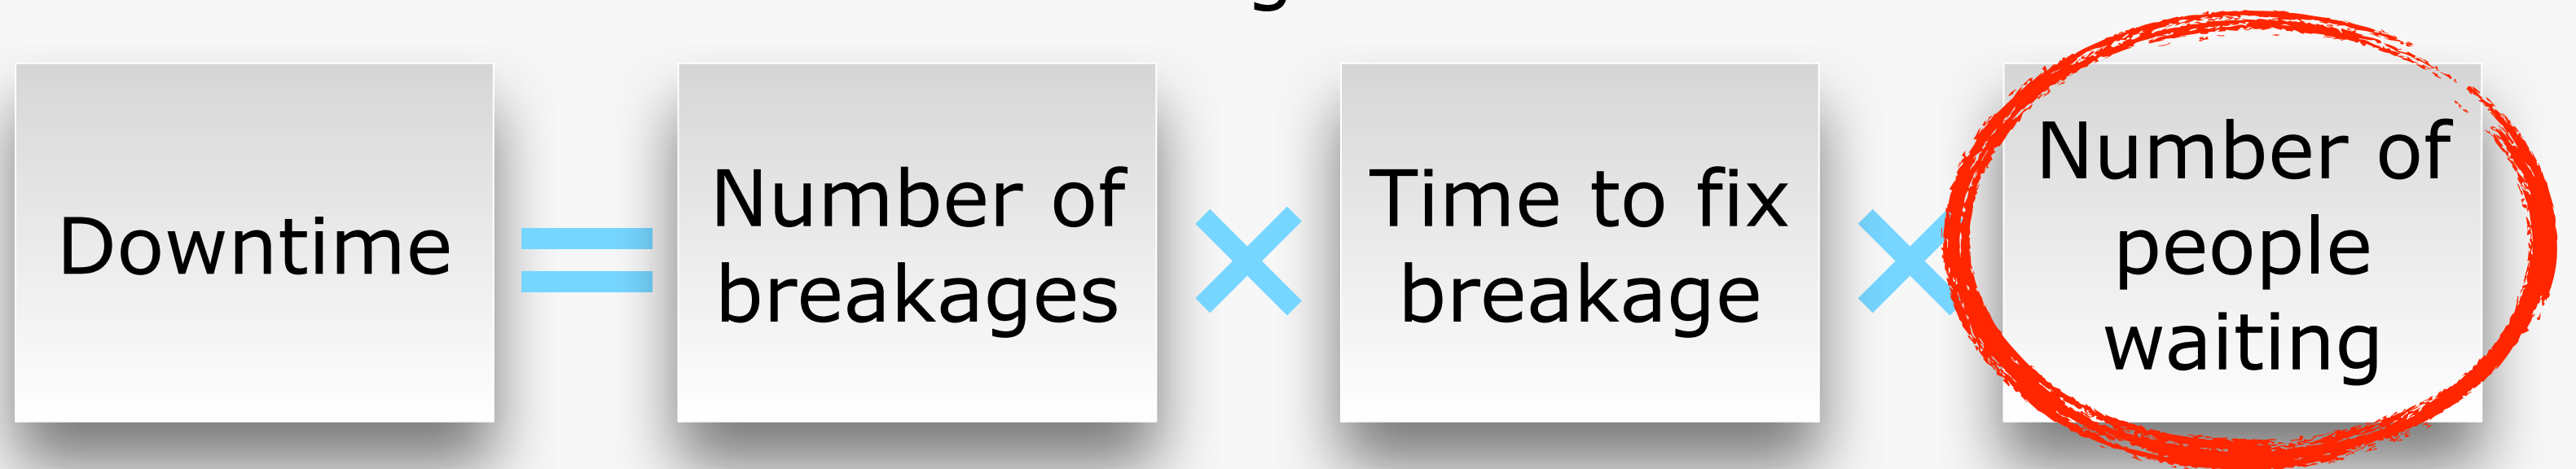 Downtime
=
Number of
breakages
×
Time to fix
breakage
×
Number of
people
waiting